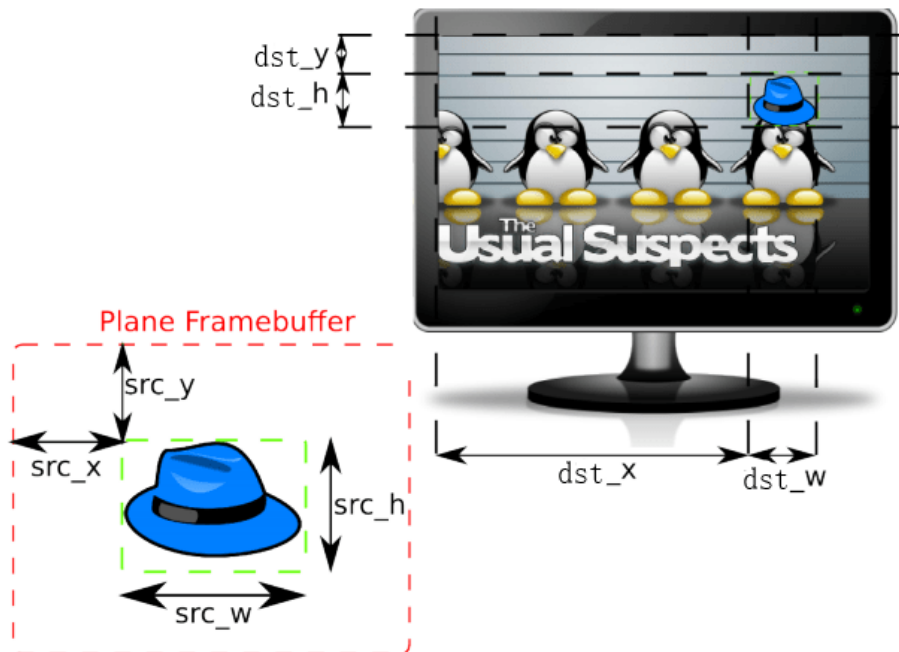 dst_y
dst_h
The
Usual Suspects
Plane Framebuffer
src_y
src_x
src_h
src_w
dst_x
dst_w